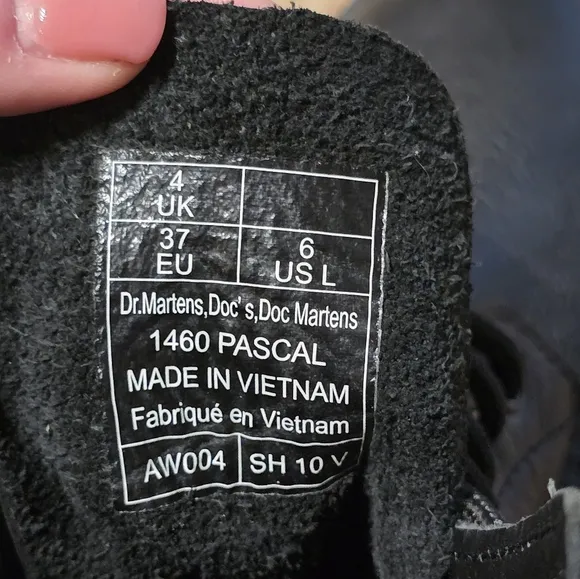 4
UK
37
EU
6
US L
Dr.Martens,Doc's,Doc Martens
1460 PASCAL
MADE IN VIETNAM
Fabriqué en Vietnam
AW004 SH 10 V